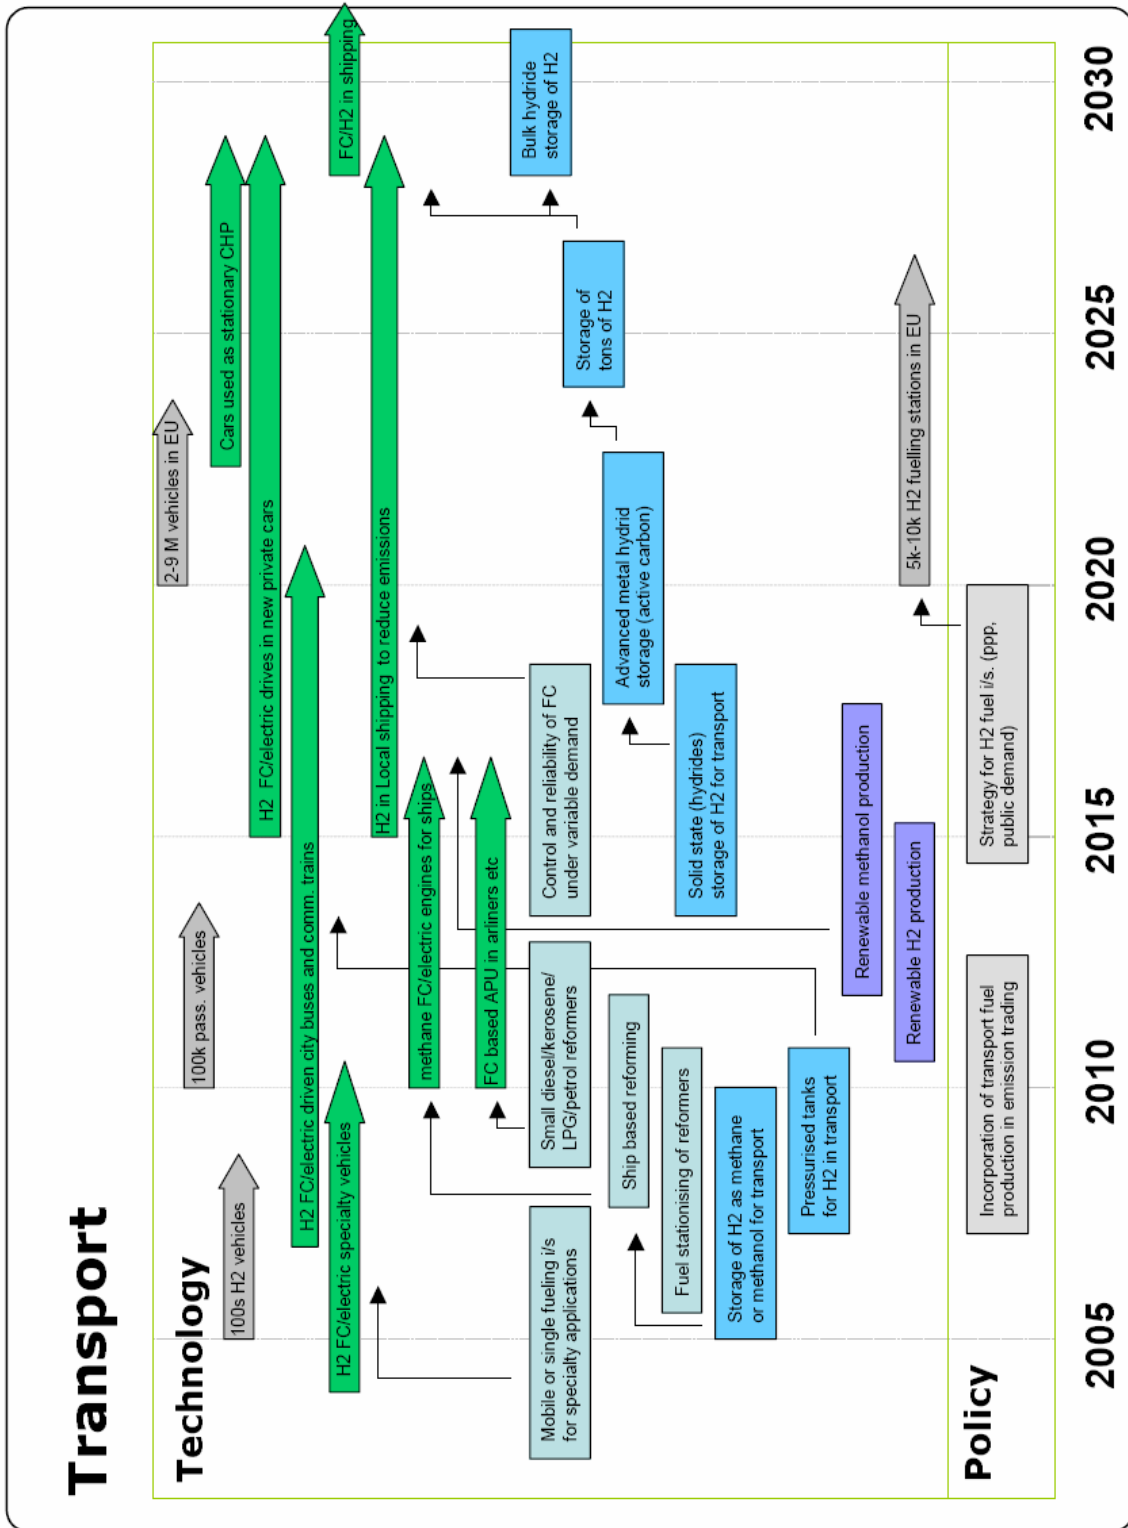 Transport
Technology
2-9 M vehicles in EU
100k pass. vehicles
100s H2 vehicles
Cars used as stationary CHP
H2  FC/electric drives in new private cars
H2 FC/electric driven city buses and comm. trains
FC/H2 in shipping
H2 FC/electric specialty vehicles
H2 in Local shipping to reduce emissions
methane FC/electric engines for ships
FC based APU in arliners etc
Mobile or single fueling i/s
for specialty applications
Small diesel/kerosene/
LPG/petrol reformers
Control and reliability of FC
under variable demand
Bulk hydride
storage of H2
Storage of
tons of H2
Ship based reforming
Advanced metal hydrid
storage (active carbon)
Fuel stationising of reformers
Solid state (hydrides)
storage of H2 for transport
Storage of H2 as methane
or methanol for transport
Pressurised tanks
for H2 in transport
Renewable methanol production
Renewable H2 production
5k-10k H2 fuelling stations in EU
Policy
Incorporation of transport fuel
production in emission trading
Strategy for H2 fuel i/s. (ppp,
public demand)
2005
2010
2015
2020
2025
2030